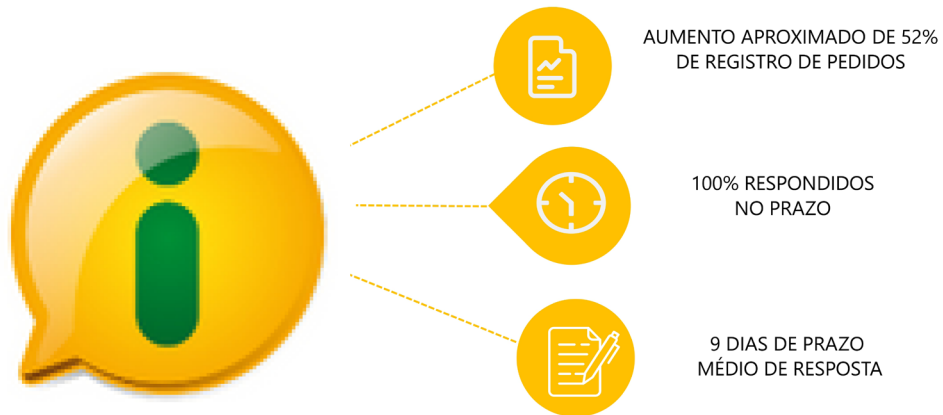 AUMENTO APROXIMADO DE 52%
DE REGISTRO DE PEDIDOS
100% RESPONDIDOS
NO PRAZO
9 DIAS DE PRAZO
MÉDIO DE RESPOSTA